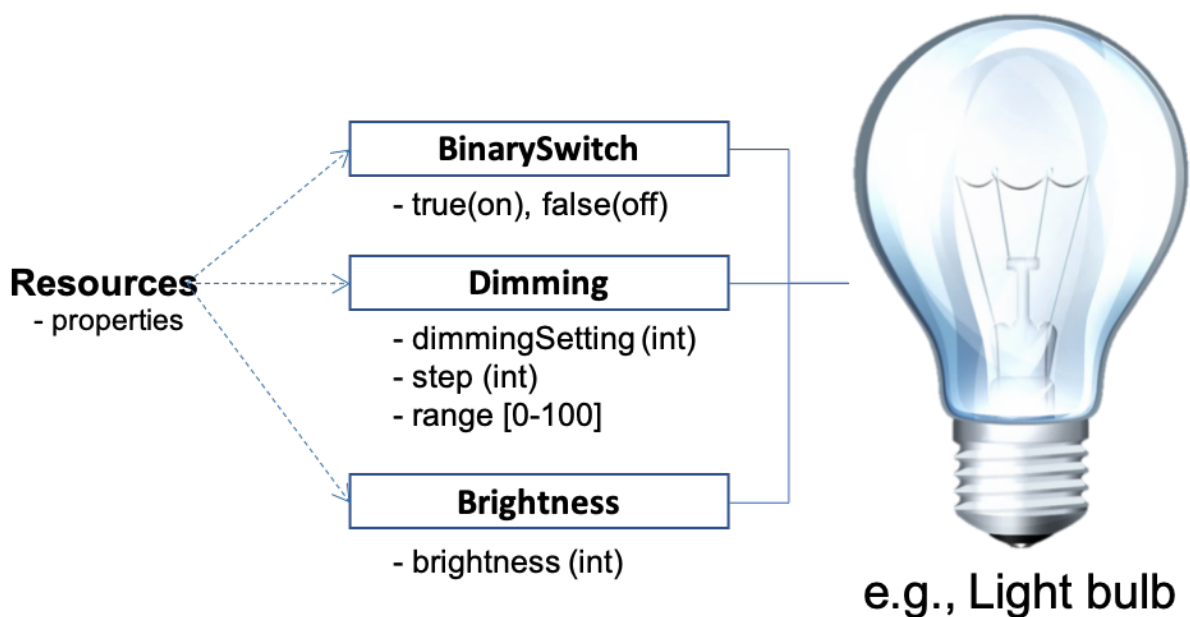 Resources
- properties
BinarySwitch
- true(on), false(off)
Dimming
- dimmingSetting (int)
- step (int)
- range [0-100]
Brightness
- brightness (int)
e.g., Light bulb